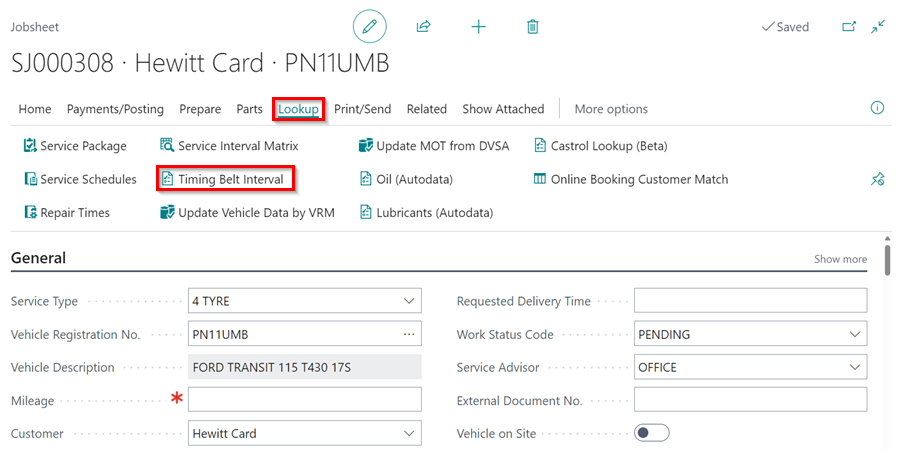 Jobsheet
Saved
SJ000308 · Hewitt Card · PN11UMB
Home Payments/Posting Prepare Parts Lookup Print/Send Related Show Attached More options
Service Package Service Interval Matrix Update MOT from DVSA Castrol Lookup (Beta)
Service Schedules Timing Belt Interval Oil (Autodata) Online Booking Customer Match
Repair Times Update Vehicle Data by VRM Lubricants (Autodata)
General Show more
Service Type 4 TYRE Requested Delivery Time
Vehicle Registration No. PN11UMB Work Status Code PENDING
Vehicle Description FORD TRANSIT 115 T430 17S Service Advisor OFFICE
Mileage External Document No.
Customer Hewitt Card Vehicle on Site